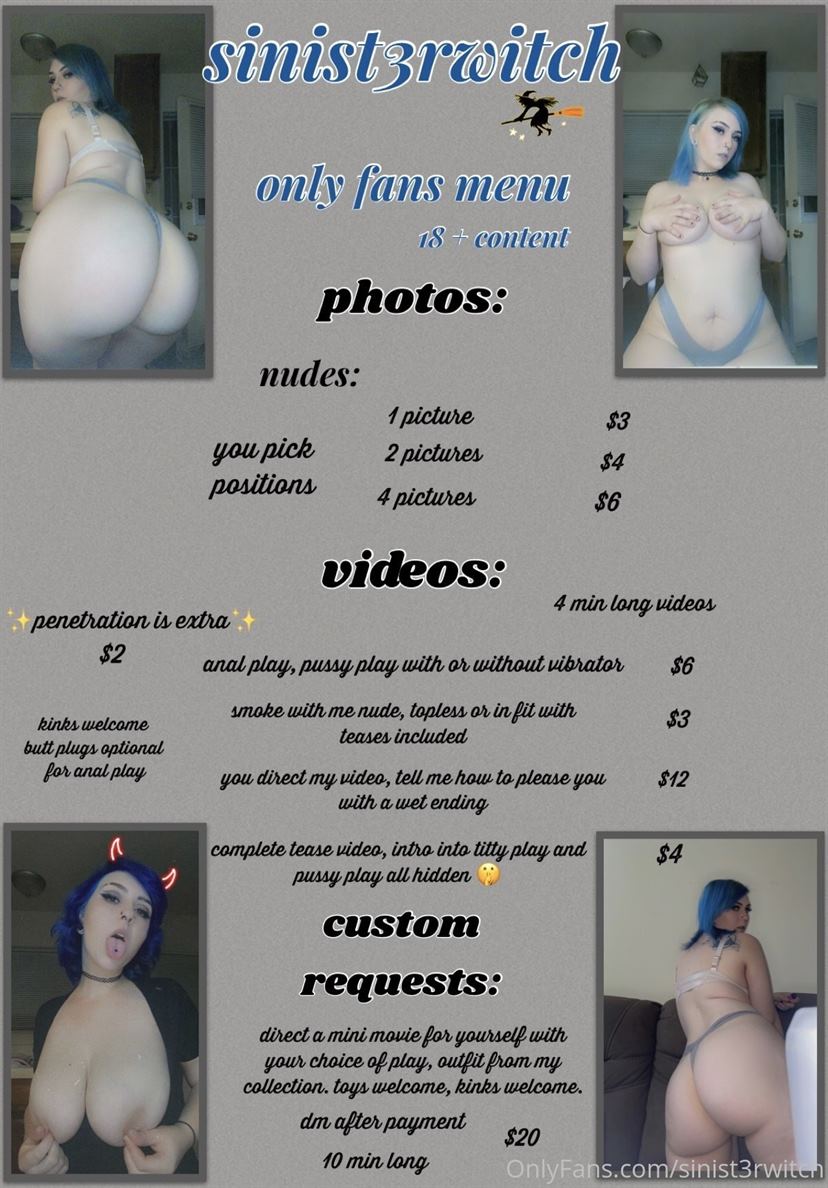 sinist3rwitch
only fans menu
18 + content
photos:
nudes:
you pick
positions
1 picture $3
2 pictures $4
4 pictures $6
videos:
4 min long videos
✨penetration is extra✨
$2
anal play, pussy play with or without vibrator $6
kinks welcome
butt plugs optional
for anal play
smoke with me nude, topless or in fit with
teases included
$3
you direct my video, tell me how to please you
with a wet ending
$12
complete tease video, intro into titty play and
pussy play all hidden 🤫
$4
custom
requests:
direct a mini movie for yourself with
your choice of play, outfit from my
collection. toys welcome, kinks welcome.
dm after payment
$20
10 min long
OnlyFans.com/sinist3rwitch